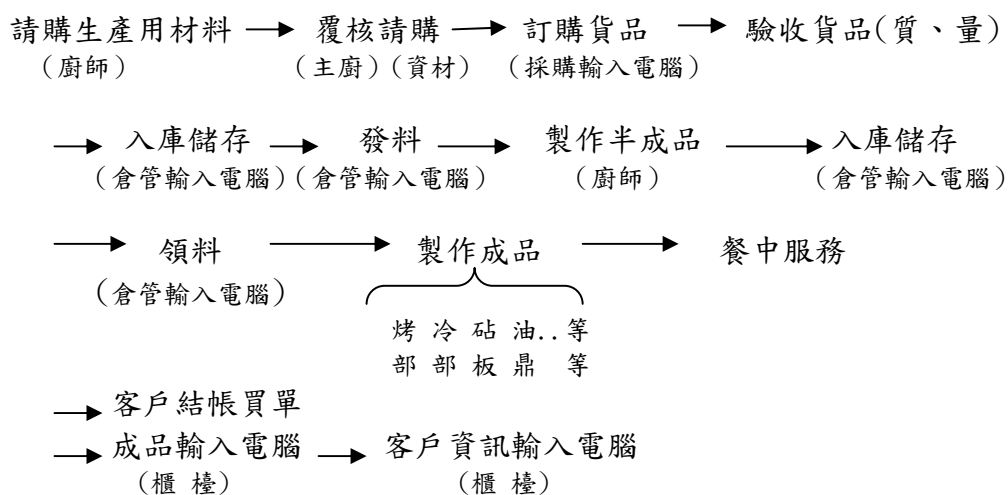 請購生產用材料 → 覆核請購 → 訂購貨品 → 驗收貨品(質、量)
(廚師) (主廚)(資材) (採購輸入電腦)
→ 入庫儲存 → 發料 → 製作半成品 → 入庫儲存
(倉管輸入電腦)(倉管輸入電腦) (廚師) (倉管輸入電腦)
→ 領料 → 製作成品 → 餐中服務
(倉管輸入電腦)
烤 冷 砧 油..等
部 部 板 鼎 等
→ 客戶結帳買單
→ 成品輸入電腦 → 客戶資訊輸入電腦
(櫃 檯) (櫃 檯)